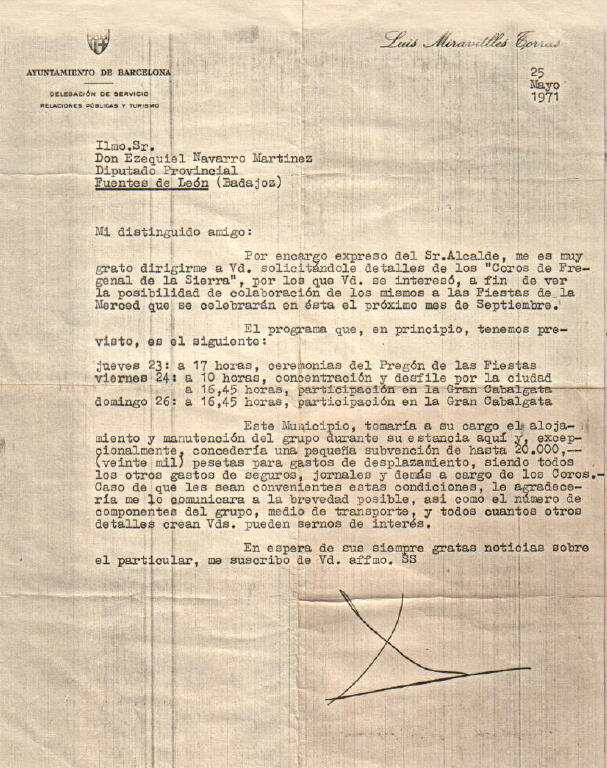 Luis Miravitlles Torras
AYUNTAMIENTO DE BARCELONA
DELEGACIÓN DE SERVICIO
RELACIONES PÚBLICAS Y TURISMO
25
Mayo
1971
Ilmo.Sr.
Don Ezequiel Navarro Martinez
Diputado Provincial
Fuentes de León (Badajoz)
Mi distinguido amigo:
Por encargo expreso del Sr.Alcalde, me es muy
grato dirigirme a Vd. solicitándole detalles de los "Coros de Fre-
genal de la Sierra", por los que Vd. se interesó, a fin de ver
la posibilidad de colaboración de los mismos a las Fiestas de la
Merced que se celebrarán en ésta el próximo mes de Septiembre.
El programa que, en principio, tenemos pre-
visto, es el siguiente:
jueves 23: a 17 horas, ceremonias del Pregón de las Fiestas
viernes 24: a 10 horas, concentración y desfile por la ciudad
a 16,45 horas, participación en la Gran Cabalgata
domingo 26: a 16,45 horas, participación en la Gran Cabalgata
Este Municipio, tomaría a su cargo el aloja-
miento y manutención del grupo durante su estancia aquí y, excep-
cionalmente, concedería una pequeña subvención de hasta 20.000,--
(veinte mil) pesetas para gastos de desplazamiento, siendo todos
los otros gastos de seguros, jornales y demás a cargo de los Coros.-
Caso de que les sean convenientes estas condiciones, le agradece-
ría me lo comunicara a la brevedad posible, asi como el número de
componentes del grupo, medio de transporte, y todos cuantos otros
detalles crean Vds. pueden sernos de interés.
En espera de sus siempre gratas noticias sobre
el particular, me suscribo de Vd. affmo. SS